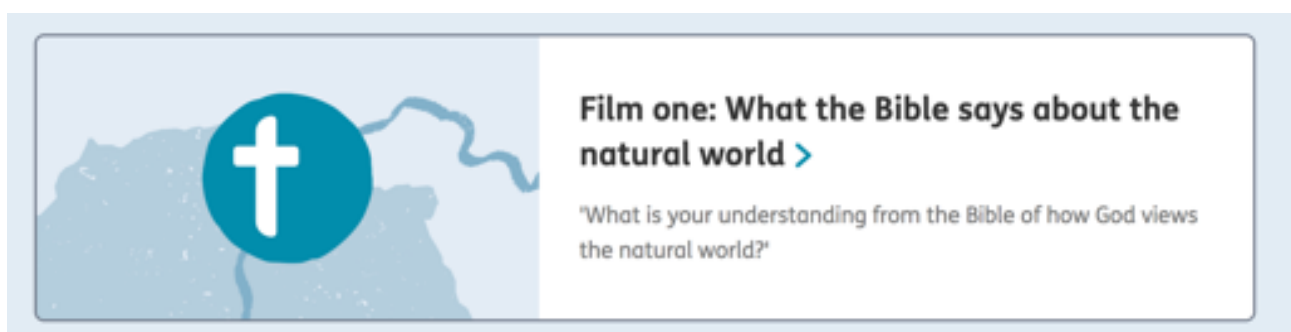 Film one: What the Bible says about the
natural world >
'What is your understanding from the Bible of how God views
the natural world?'